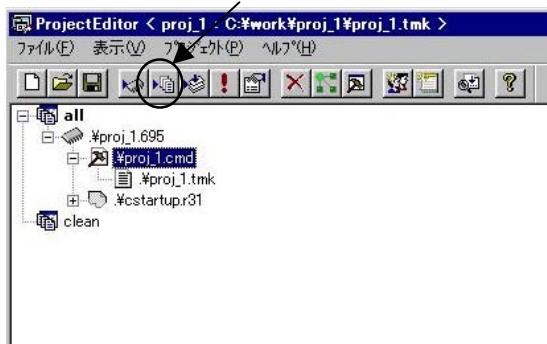 ProjectEditor < proj_1 - C:¥work¥proj_1¥proj_1.tmk >
ファイル(F) 表示(V) プロジェクト(P) ヘルプ(H)
all
.¥proj_1.695
.¥proj_1.cmd
.¥proj_1.tmk
.¥cstartup.r31
clean